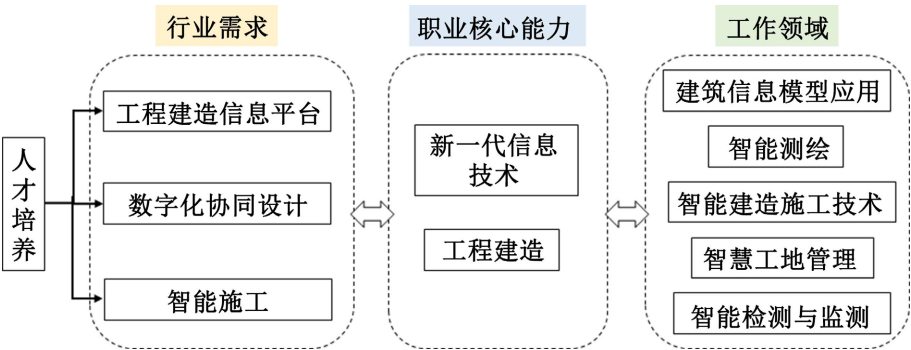 行业需求
职业核心能力
工作领域
人才培养
工程建造信息平台
数字化协同设计
智能施工
新一代信息
技术
工程建造
建筑信息模型应用
智能测绘
智能建造施工技术
智慧工地管理
智能检测与监测